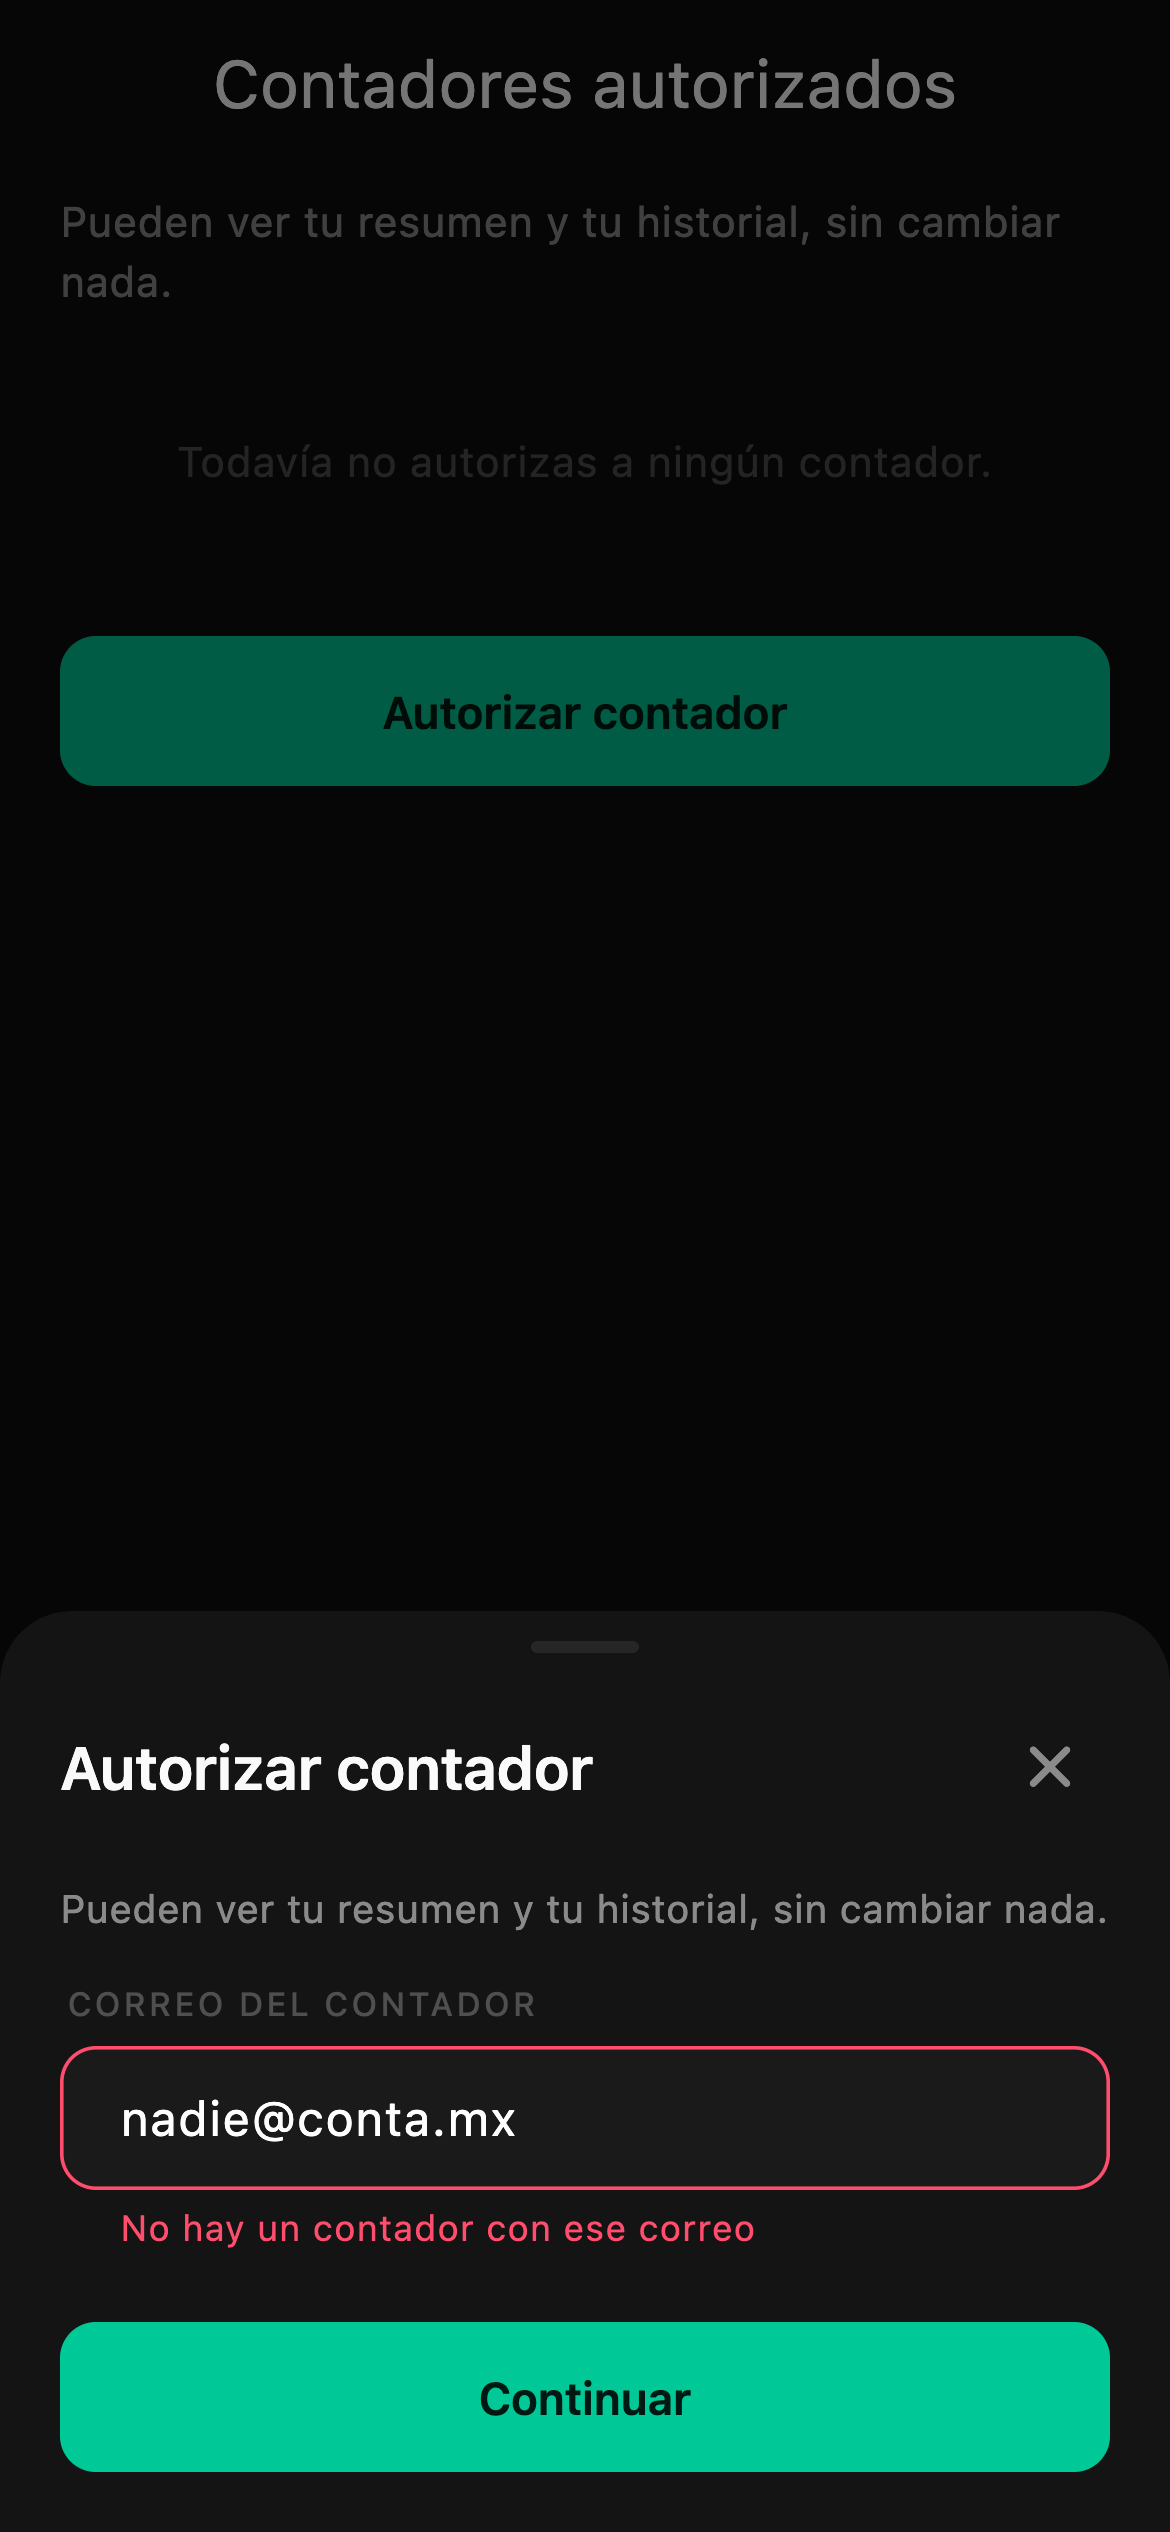 Contadores autorizados
Pueden ver tu resumen y tu historial, sin cambiar
nada.
Todavía no autorizas a ningún contador.
Autorizar contador
Autorizar contador
Pueden ver tu resumen y tu historial, sin cambiar nada.
CORREO DEL CONTADOR
nadie@conta.mx
No hay un contador con ese correo
Continuar